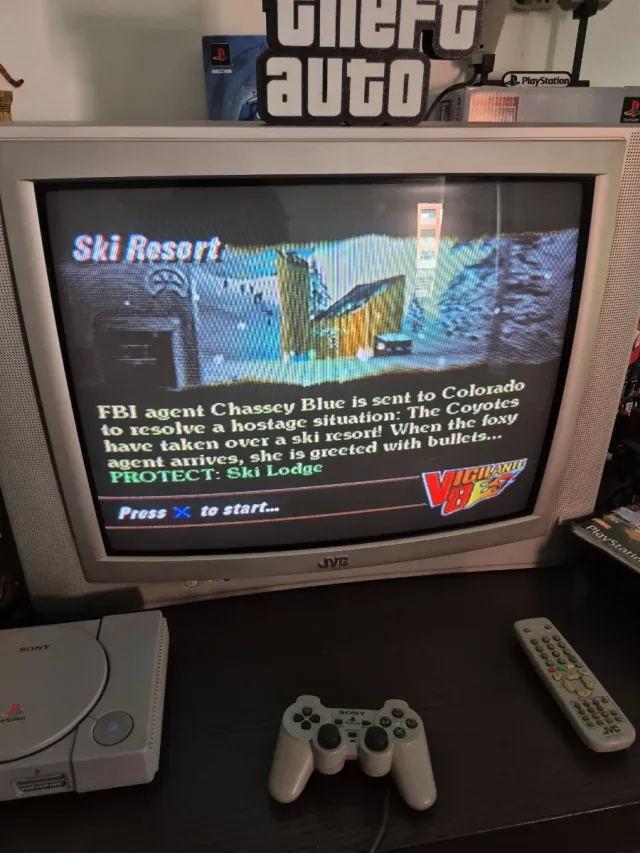 theft
auto
PlayStation
Ski Resort
FBI agent Chassey Blue is sent to Colorado
to resolve a hostage situation: The Coyotes
have taken over a ski resort! When the foxy
agent arrives, she is greeted with bullets...
PROTECT: Ski Lodge
Press X to start...
VIGILANTE
8
JVC
SONY
PlayStation
SONY
JVC
PlayStation